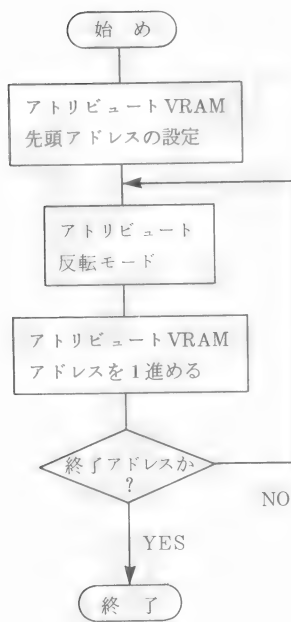 始 め
アトリビュートVRAM
先頭アドレスの設定
アトリビュート
反転モード
アトリビュートVRAM
アドレスを1進める
終了アドレスか
?
NO
YES
終 了